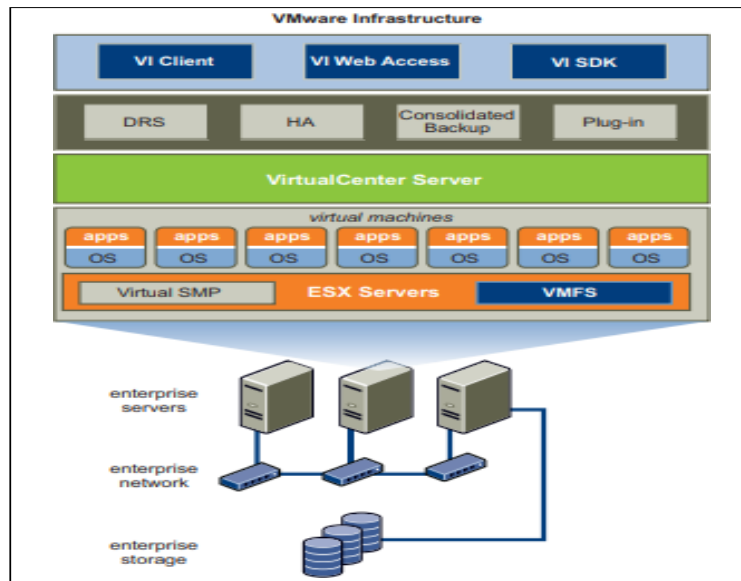 VMware Infrastructure
VI Client VI Web Access VI SDK
DRS HA Consolidated Backup Plug-in
VirtualCenter Server
virtual machines
apps apps apps apps apps apps apps
OS OS OS OS OS OS OS
Virtual SMP ESX Servers VMFS
enterprise
servers
enterprise
network
enterprise
storage